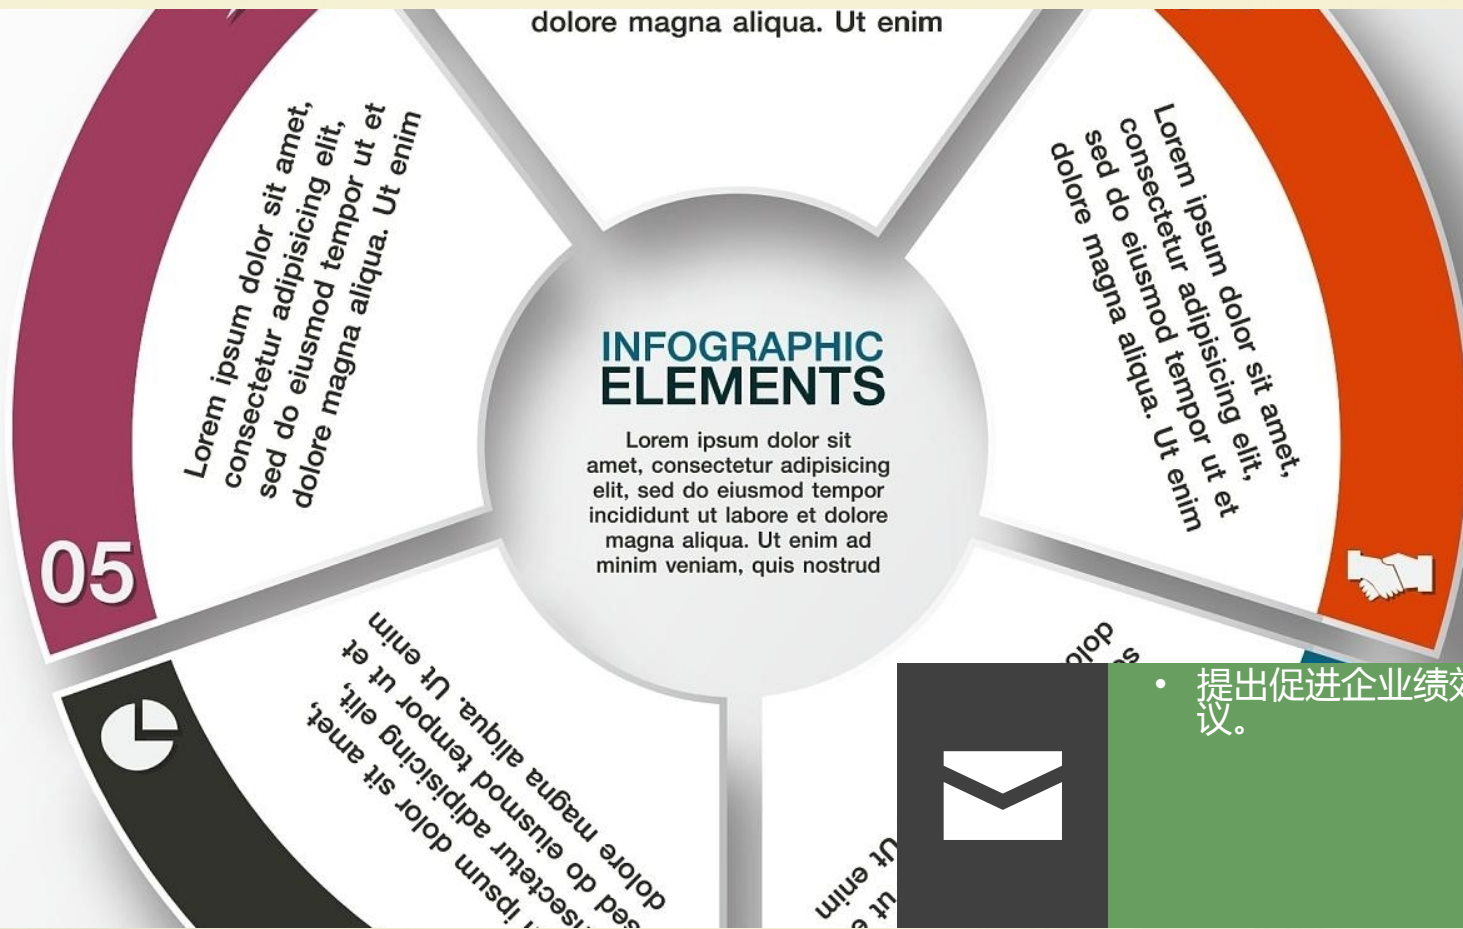 dolore magna aliqua. Ut enim
Lorem ipsum dolor sit amet,
consectetur adipisicing elit,
sed do eiusmod tempor ut et
dolore magna aliqua. Ut enim
05
Lorem ipsum dolor sit amet,
consectetur adipisicing elit,
sed do eiusmod tempor ut et
dolore magna aliqua. Ut enim
INFOGRAPHIC
ELEMENTS
Lorem ipsum dolor sit
amet, consectetur adipisicing
elit, sed do eiusmod tempor
incididunt ut labore et dolore
magna aliqua. Ut enim ad
minim veniam, quis nostrud
ipsum dolor sit amet,
adipisicing elit,
sed do eiusmod tempor ut et
dolore magna aliqua. Ut enim
ut
Ut enim
• 提出促进企业绩
议。